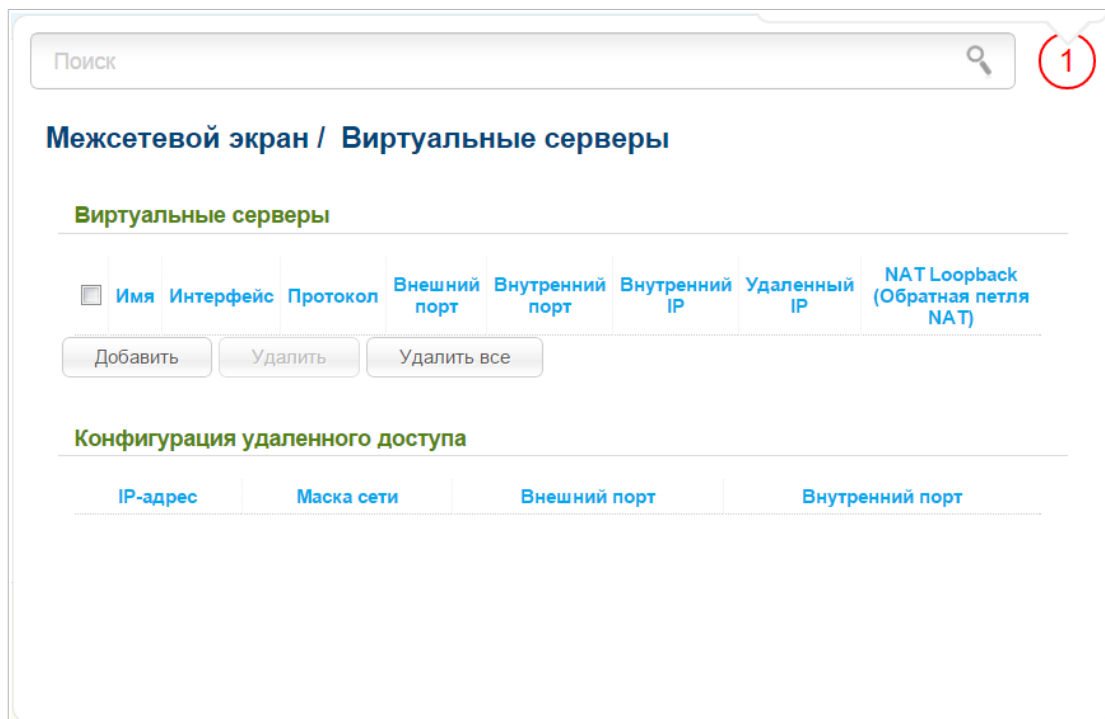 Поиск
1
Межсетевой экран / Виртуальные серверы
Виртуальные серверы
Имя Интерфейс Протокол Внешний порт Внутренний порт Внутренний IP Удаленный IP NAT Loopback (Обратная петля NAT)
Добавить Удалить Удалить все
Конфигурация удаленного доступа
IP-адрес Маска сети Внешний порт Внутренний порт